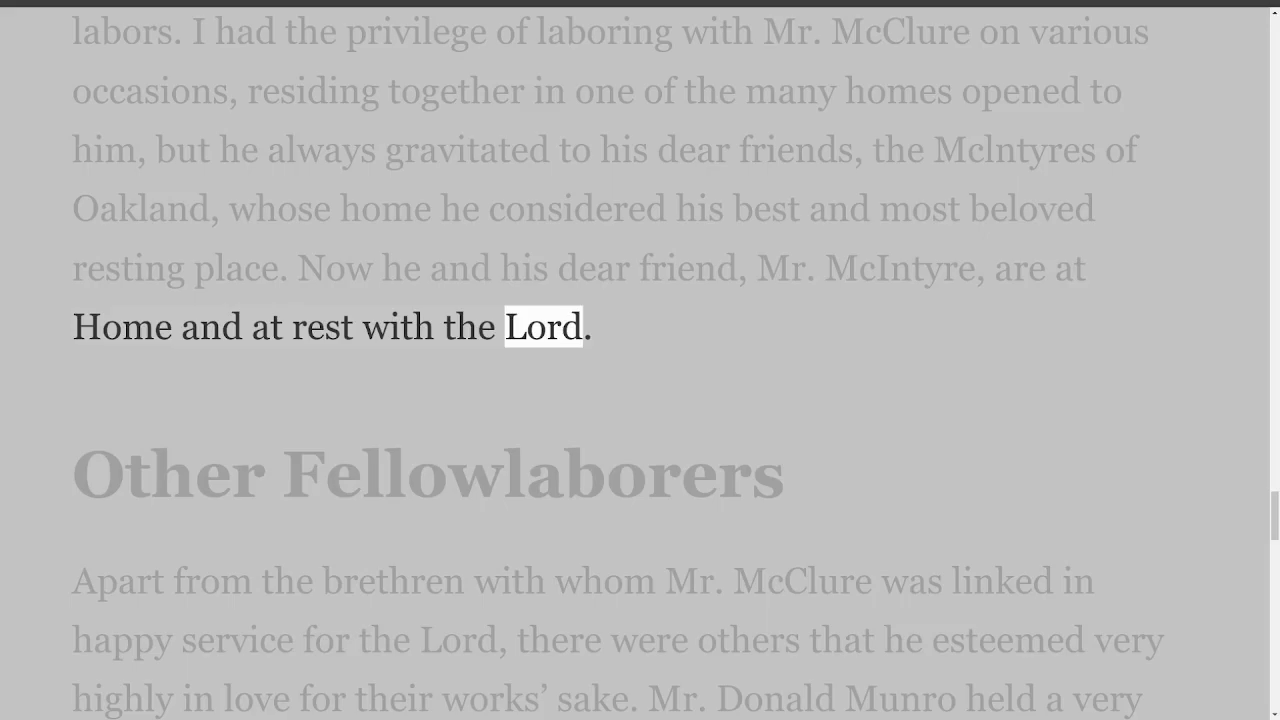 labors. I had the privilege of laboring with Mr. McClure on various
occasions, residing together in one of the many homes opened to
him, but he always gravitated to his dear friends, the Mclntyres of
Oakland, whose home he considered his best and most beloved
resting place. Now he and his dear friend, Mr. McIntyre, are at
Home and at rest with the Lord.
Other Fellowlaborers
Apart from the brethren with whom Mr. McClure was linked in
happy service for the Lord, there were others that he esteemed very
highly in love for their works’ sake. Mr. Donald Munro held a very